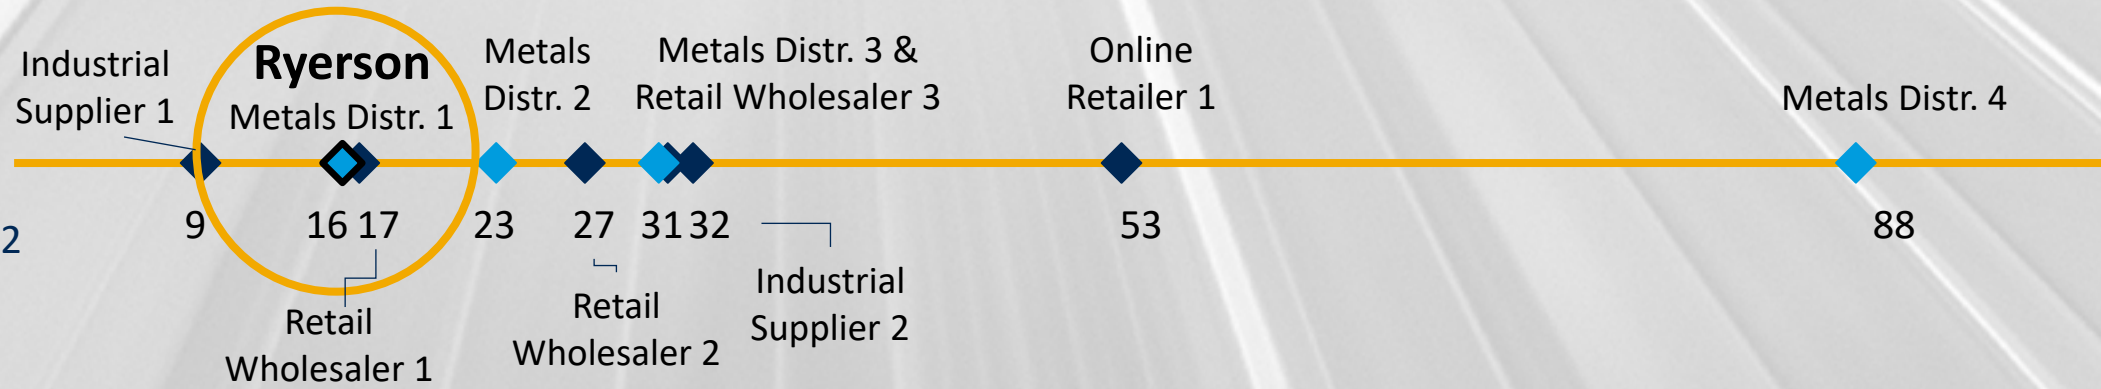 Industrial
Supplier 1
Ryerson
Metals Distr. 1
Metals
Distr. 2
Metals Distr. 3 &
Retail Wholesaler 3
Online
Retailer 1
Metals Distr. 4
2
9
16 17
23
27
31 32
53
88
Retail
Wholesaler 1
Retail
Wholesaler 2
Industrial
Supplier 2